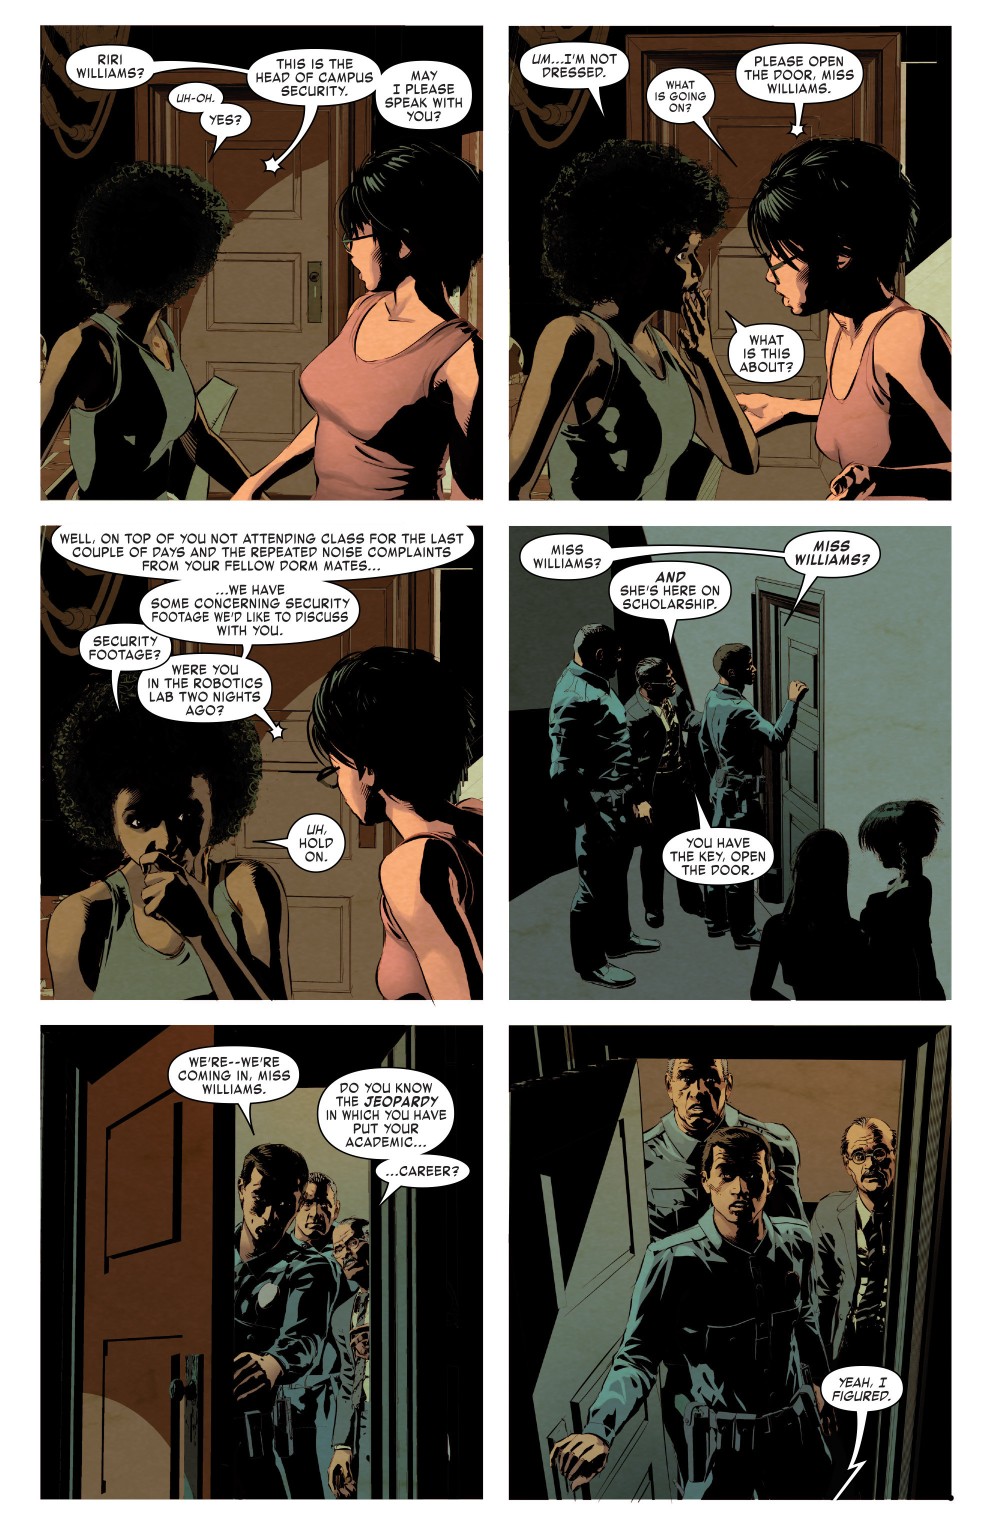 RIRI
WILLIAMS?
THIS IS THE
HEAD OF CAMPUS
SECURITY.
MAY
I PLEASE
SPEAK WITH
YOU?
UH-OH.
YES?
UM...I'M NOT
DRESSED.
WHAT
IS GOING
ON?
PLEASE OPEN
THE DOOR, MISS
WILLIAMS.
WHAT
IS THIS
ABOUT?
WELL, ON TOP OF YOU NOT ATTENDING CLASS FOR THE LAST
COUPLE OF DAYS AND THE REPEATED NOISE COMPLAINTS
FROM YOUR FELLOW DORM MATES...
...WE HAVE
SOME CONCERNING SECURITY
FOOTAGE WE'D LIKE TO DISCUSS
WITH YOU.
SECURITY
FOOTAGE?
WERE YOU
IN THE ROBOTICS
LAB TWO NIGHTS
AGO?
UH,
HOLD
ON.
MISS
WILLIAMS?
MISS
WILLIAMS?
AND
SHE'S HERE ON
SCHOLARSHIP.
YOU HAVE
THE KEY, OPEN
THE DOOR.
WE'RE--WE'RE
COMING IN, MISS
WILLIAMS.
DO YOU KNOW
THE JEOPARDY
IN WHICH YOU HAVE
PUT YOUR
ACADEMIC...
...CAREER?
YEAH, I
FIGURED.